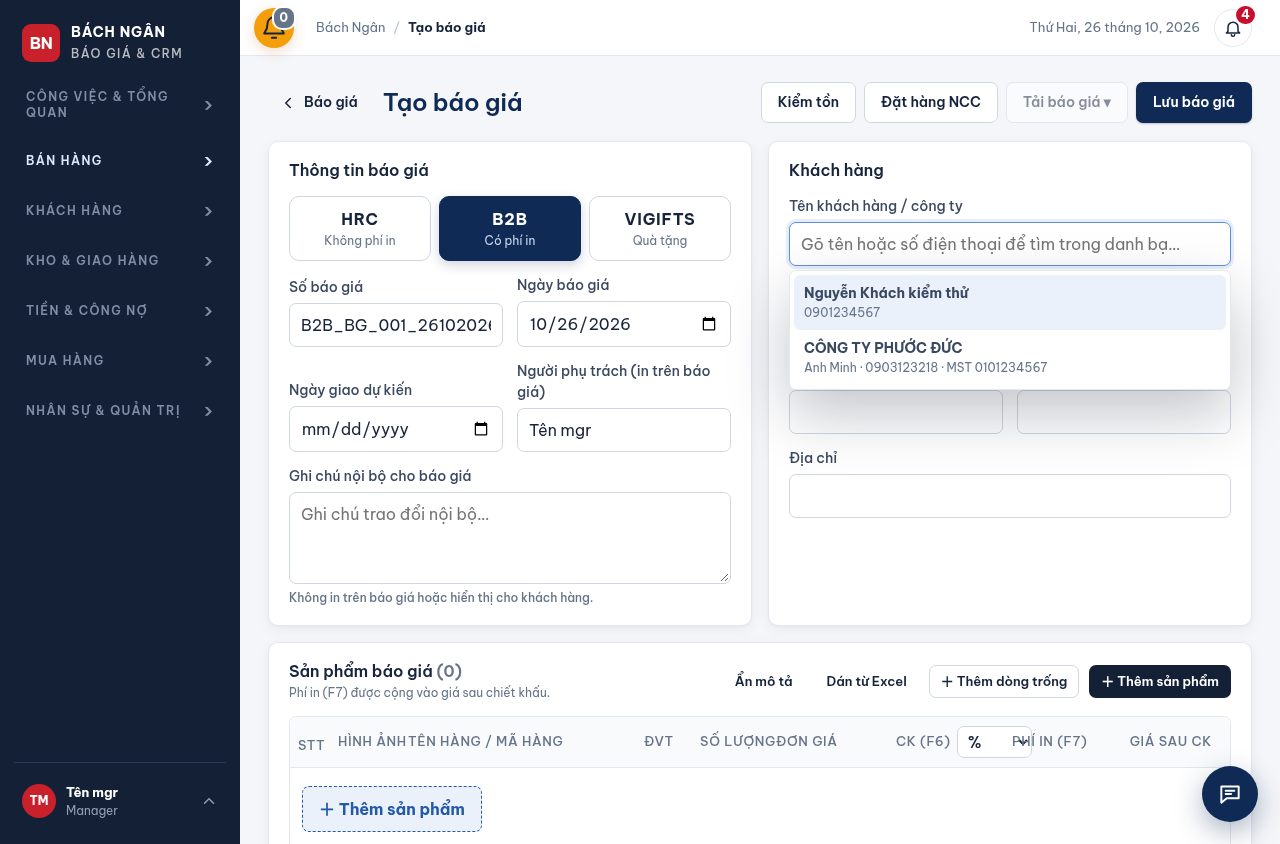 BN
BÁCH NGÂN
BÁO GIÁ & CRM
CÔNG VIỆC & TỔNG
QUAN
BÁN HÀNG
KHÁCH HÀNG
KHO & GIAO HÀNG
TIỀN & CÔNG NỢ
MUA HÀNG
NHÂN SỰ & QUẢN TRỊ
TM
Tên mgr
Manager
0
Bách Ngân / Tạo báo giá
Thứ Hai, 26 tháng 10, 2026
4
Báo giá
Tạo báo giá
Kiểm tồn
Đặt hàng NCC
Tải báo giá ▾
Lưu báo giá
Thông tin báo giá
HRC
Không phí in
B2B
Có phí in
VIGIFTS
Quà tặng
Số báo giá
Ngày báo giá
B2B_BG_001_26102026
10/26/2026
Ngày giao dự kiến
Người phụ trách (in trên báo
giá)
mm/dd/yyyy
Tên mgr
Ghi chú nội bộ cho báo giá
Ghi chú trao đổi nội bộ...
Không in trên báo giá hoặc hiển thị cho khách hàng.
Khách hàng
Tên khách hàng / công ty
Gõ tên hoặc số điện thoại để tìm trong danh bạ...
Nguyễn Khách kiểm thử
0901234567
CÔNG TY PHƯỚC ĐỨC
Anh Minh · 0903123218 · MST 0101234567
Địa chỉ
Sản phẩm báo giá (0)
Phí in (F7) được cộng vào giá sau chiết khấu.
Ẩn mô tả
Dán từ Excel
+ Thêm dòng trống
+ Thêm sản phẩm
STT HÌNH ẢNH TÊN HÀNG / MÃ HÀNG ĐVT SỐ LƯỢNG ĐƠN GIÁ CK (F6) % PHÍ IN (F7) GIÁ SAU CK
+ Thêm sản phẩm